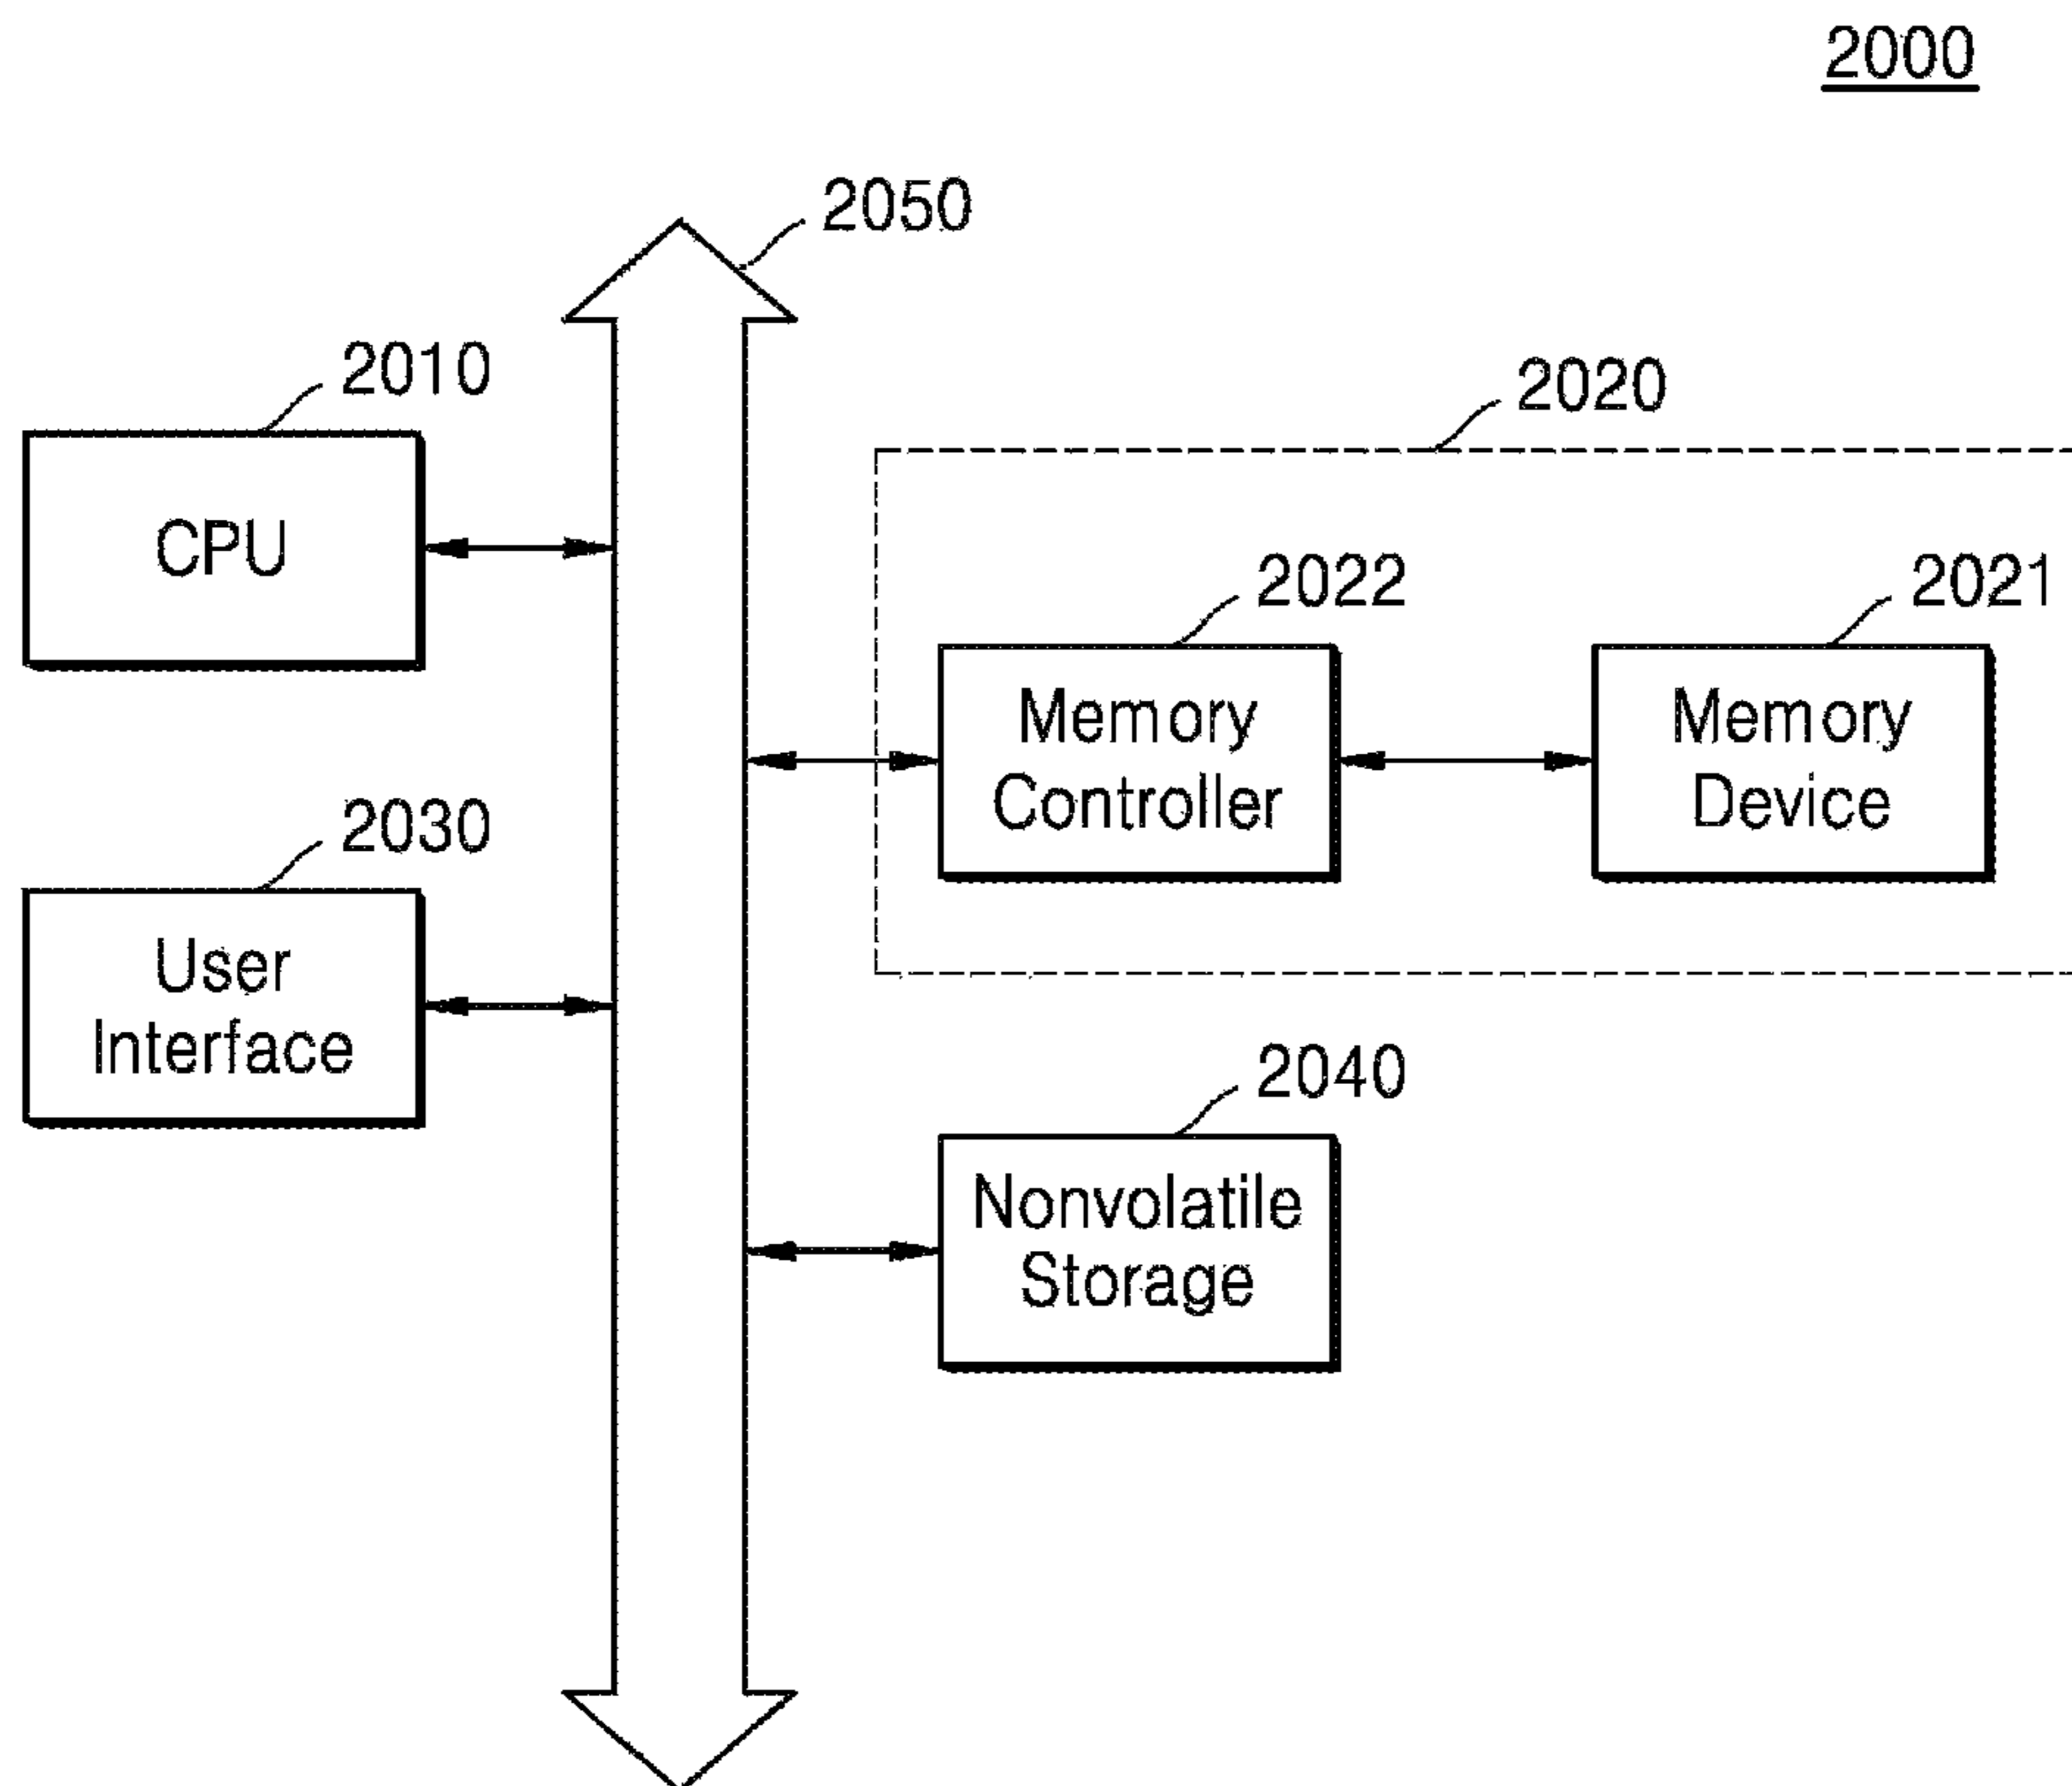 2000
2050
2010
2020
CPU
2022
2021
Memory
Controller
Memory
Device
2030
User
Interface
2040
Nonvolatile
Storage